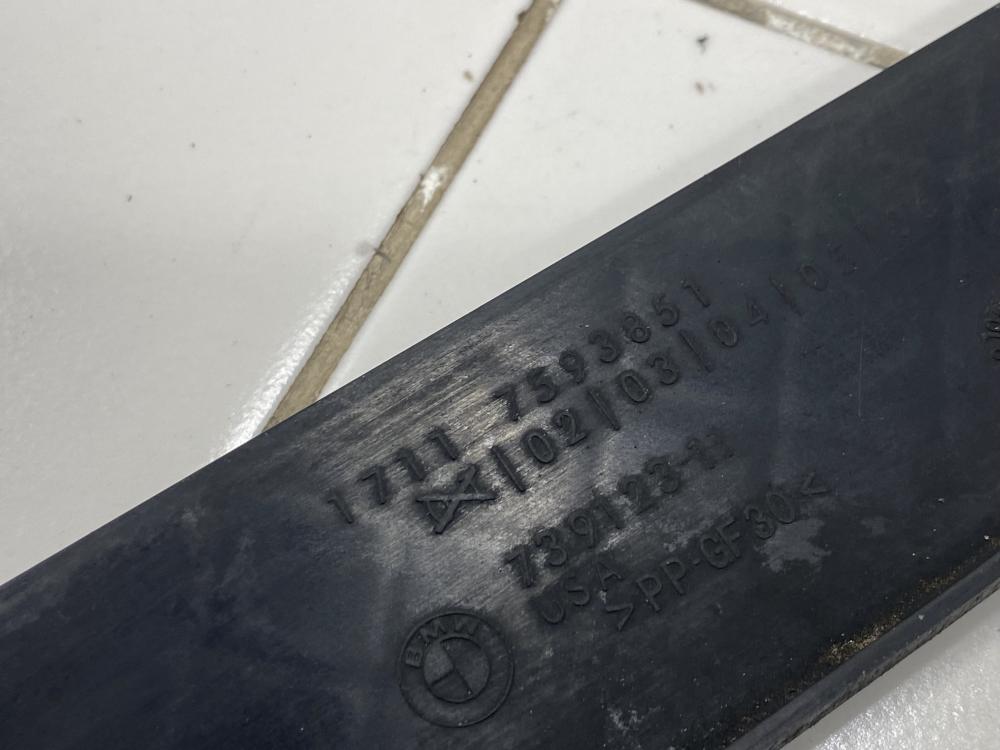 1711 7593851
|02|03|04|05|
739123-11
USA
>PP-GF30<
BMW